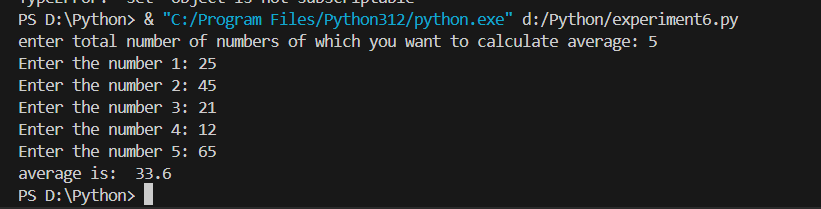 TypeError: 'set' object is not subscriptable
PS D:\Python> & "C:/Program Files/Python312/python.exe" d:/Python/experiment6.py
enter total number of numbers of which you want to calculate average: 5
Enter the number 1: 25
Enter the number 2: 45
Enter the number 3: 21
Enter the number 4: 12
Enter the number 5: 65
average is:  33.6
PS D:\Python>